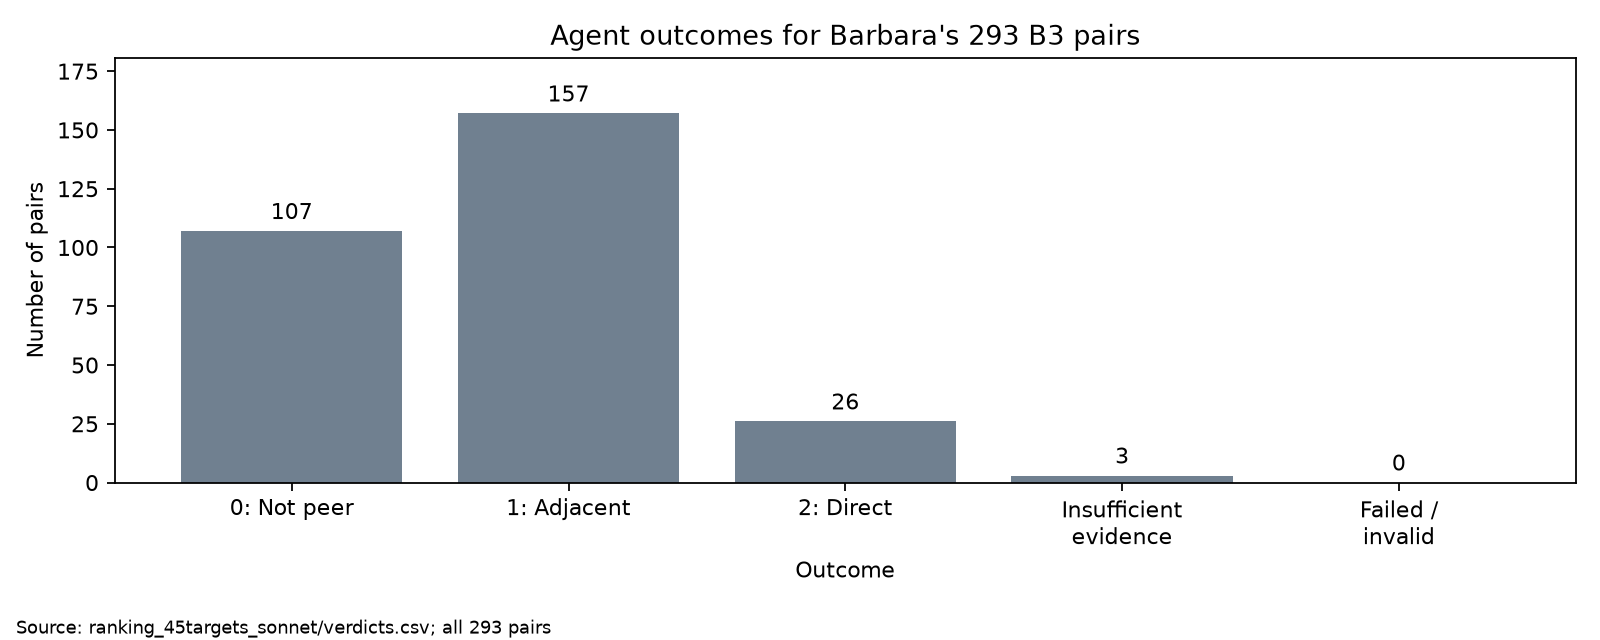 Agent outcomes for Barbara's 293 B3 pairs
Number of pairs
175
150
125
100
75
50
25
0
107
157
26
3
0
0: Not peer
1: Adjacent
2: Direct
Insufficient
evidence
Failed /
invalid
Outcome
Source: ranking_45targets_sonnet/verdicts.csv; all 293 pairs